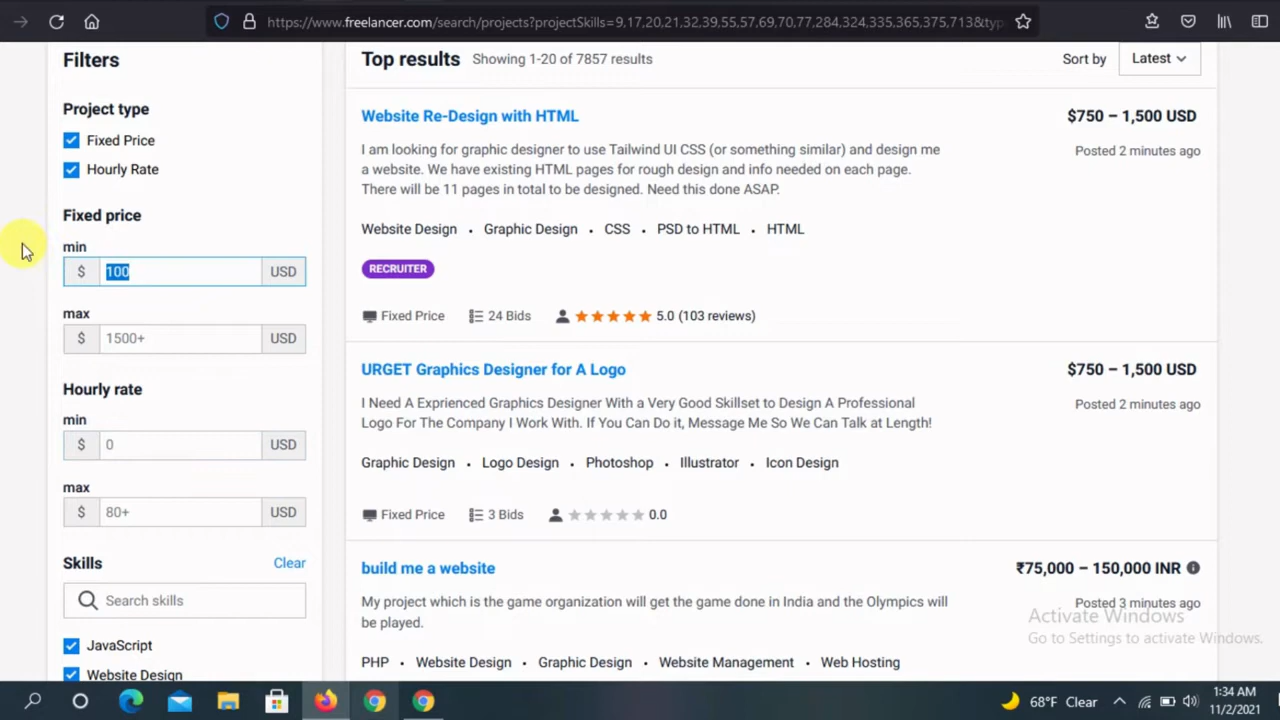 https://www.freelancer.com/search/projects?projectSkills=9,17,20,21,32,39,55,57,69,70,77,284,324,335,365,375,713&typ
Filters
Project type
Fixed Price
Hourly Rate
Fixed price
min
$ 100 USD
max
$ 1500+ USD
Hourly rate
min
$ 0 USD
max
$ 80+ USD
Skills Clear
Search skills
JavaScript
Website Design
Top results Showing 1-20 of 7857 results
Sort by Latest
Website Re-Design with HTML $750 – 1,500 USD
Posted 2 minutes ago
I am looking for graphic designer to use Tailwind UI CSS (or something similar) and design me
a website. We have existing HTML pages for rough design and info needed on each page.
There will be 11 pages in total to be designed. Need this done ASAP.
Website Design • Graphic Design • CSS • PSD to HTML • HTML
RECRUITER
Fixed Price 24 Bids 5.0 (103 reviews)
URGET Graphics Designer for A Logo $750 – 1,500 USD
Posted 2 minutes ago
I Need A Exprienced Graphics Designer With a Very Good Skillset to Design A Professional
Logo For The Company I Work With. If You Can Do it, Message Me So We Can Talk at Length!
Graphic Design • Logo Design • Photoshop • Illustrator • Icon Design
Fixed Price 3 Bids 0.0
build me a website ₹75,000 – 150,000 INR
Posted 3 minutes ago
My project which is the game organization will get the game done in India and the Olympics will
be played.
PHP • Website Design • Graphic Design • Website Management • Web Hosting
Activate Windows
Go to Settings to activate Windows.
68°F Clear
1:34 AM
11/2/2021